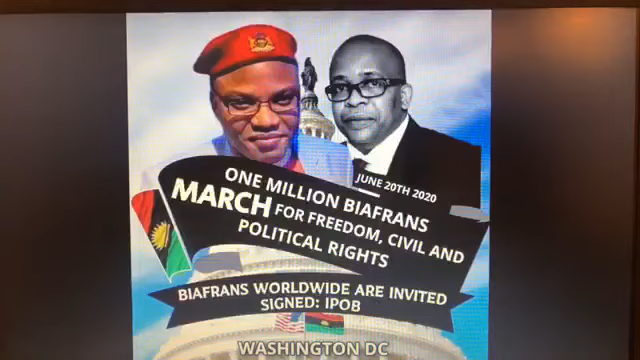 JUNE 20TH 2020
ONE MILLION BIAFRANS
MARCH FOR FREEDOM, CIVIL AND
POLITICAL RIGHTS
BIAFRANS WORLDWIDE ARE INVITED
SIGNED: IPOB
WASHINGTON DC